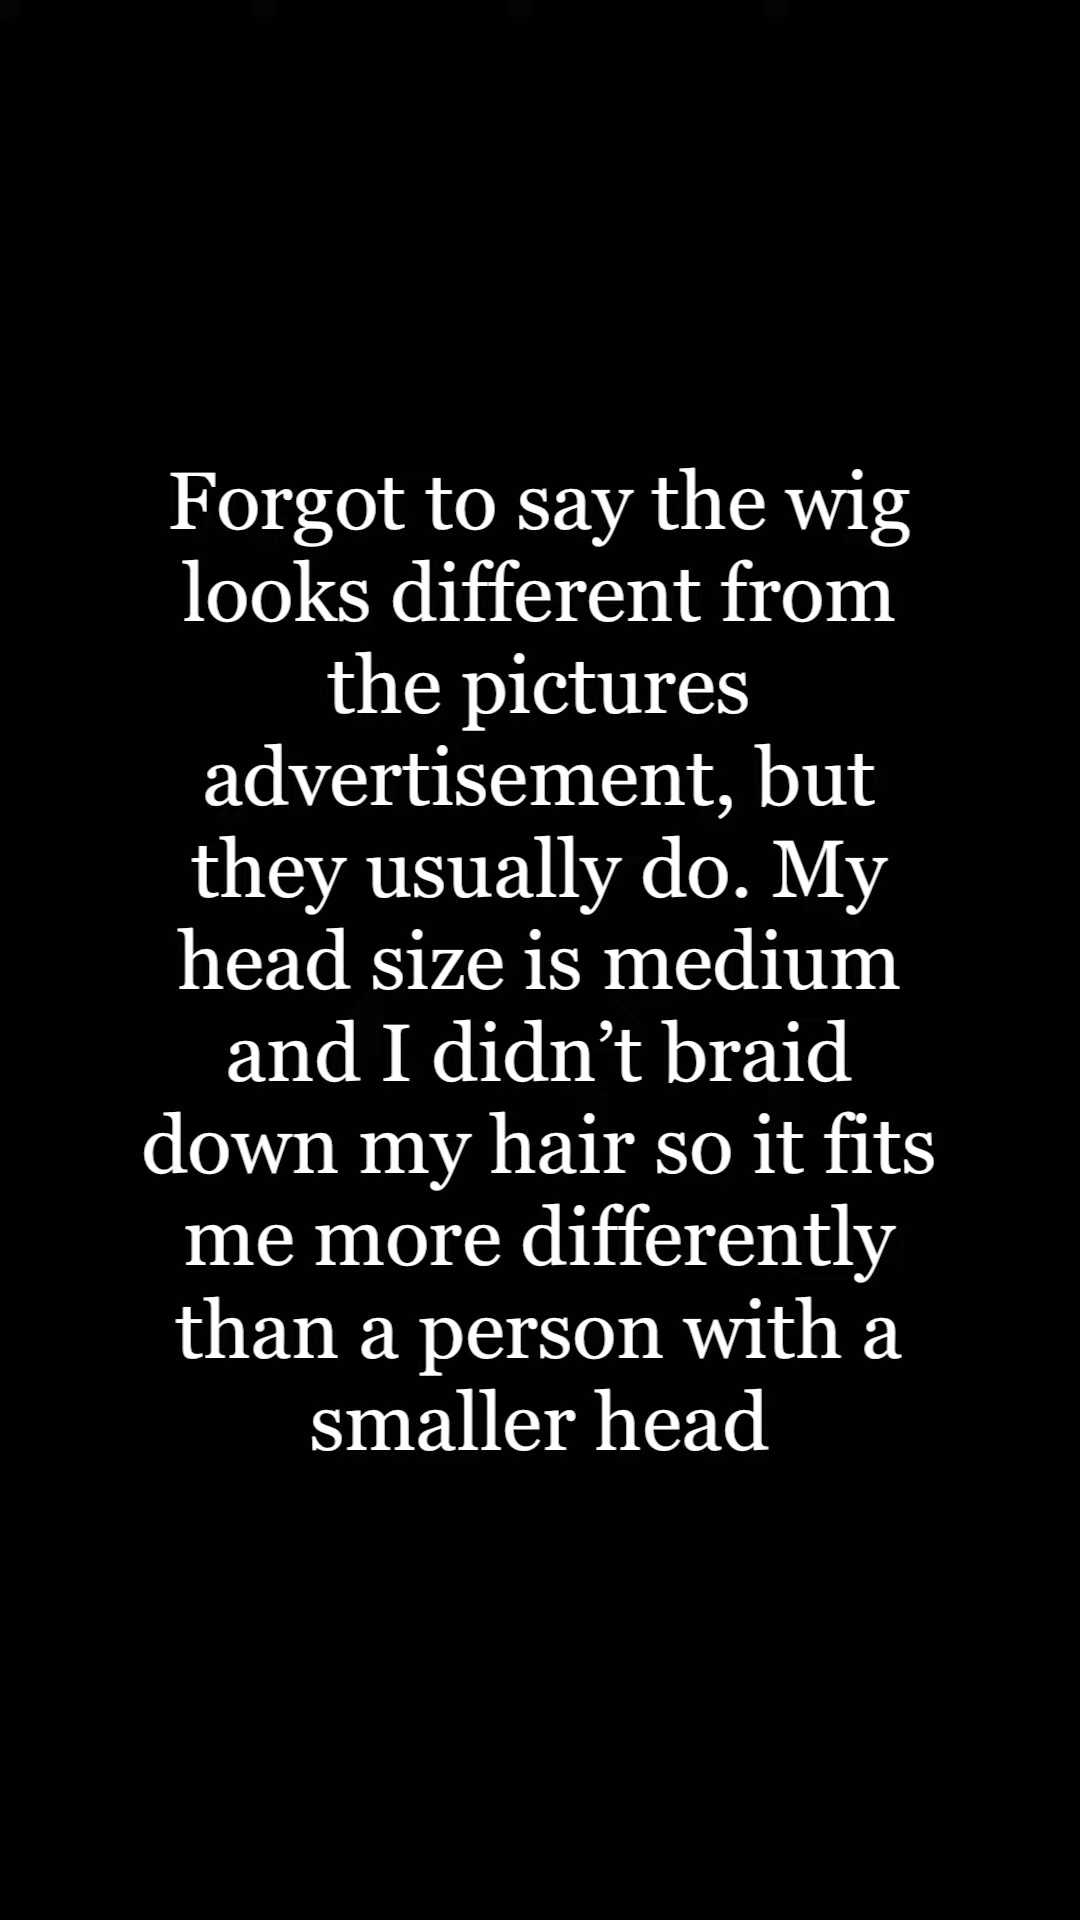 Forgot to say the wig
looks different from
the pictures
advertisement, but
they usually do. My
head size is medium
and I didn’t braid
down my hair so it fits
me more differently
than a person with a
smaller head